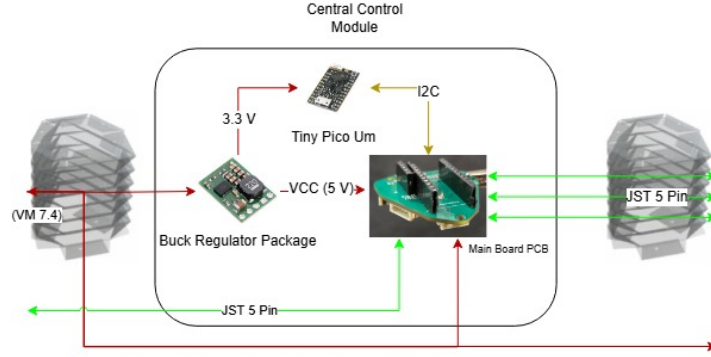 Central Control
Module
I2C
3.3 V
Tiny Pico Um
VCC (5 V)
JST 5 Pin
(VM 7.4)
Buck Regulator Package
Main Board PCB
JST 5 Pin